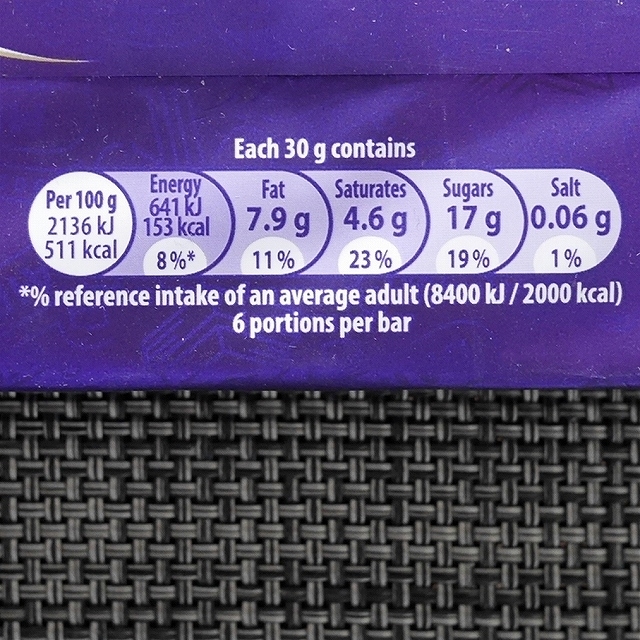 Each 30 g contains
Per 100 g
2136 kJ
511 kcal
Energy
641 kJ
153 kcal
8%*
Fat
7.9 g
11%
Saturates
4.6 g
23%
Sugars
17 g
19%
Salt
0.06 g
1%
*% reference intake of an average adult (8400 kJ / 2000 kcal)
6 portions per bar